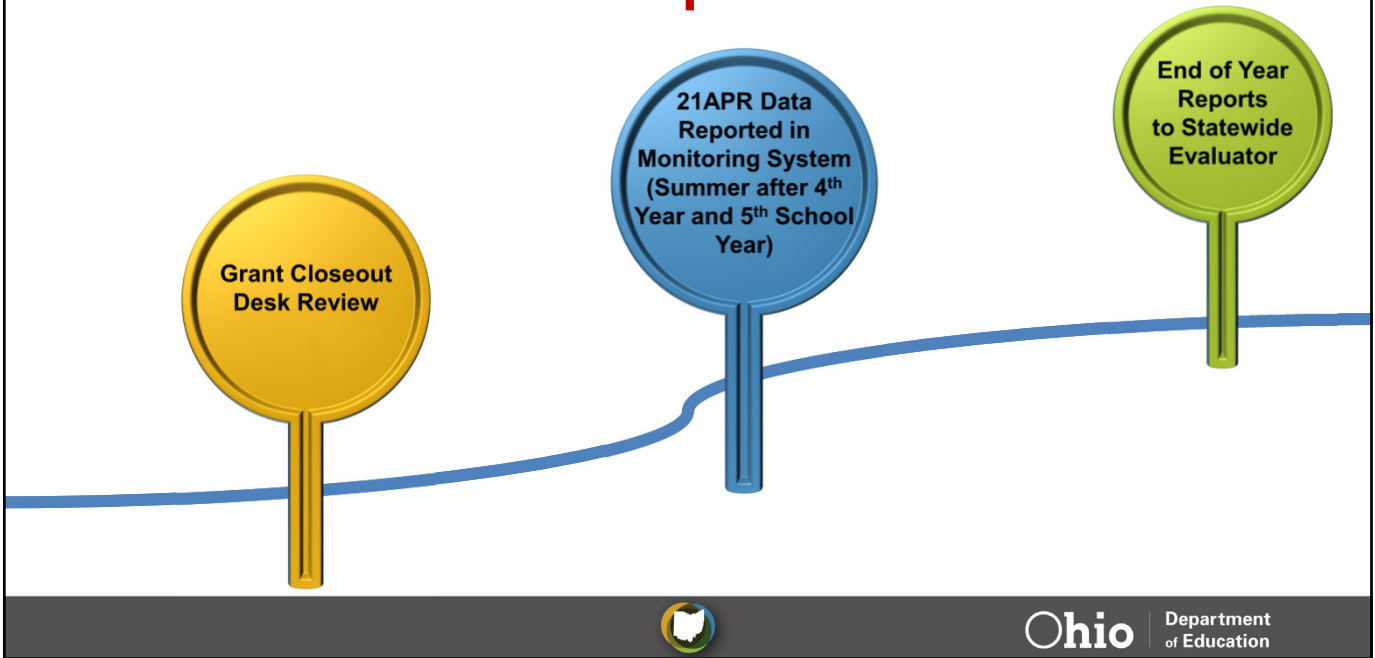 Grant Closeout
Desk Review
21APR Data
Reported in
Monitoring System
(Summer after 4th
Year and 5th School
Year)
End of Year
Reports
to Statewide
Evaluator
Ohio
Department
of Education